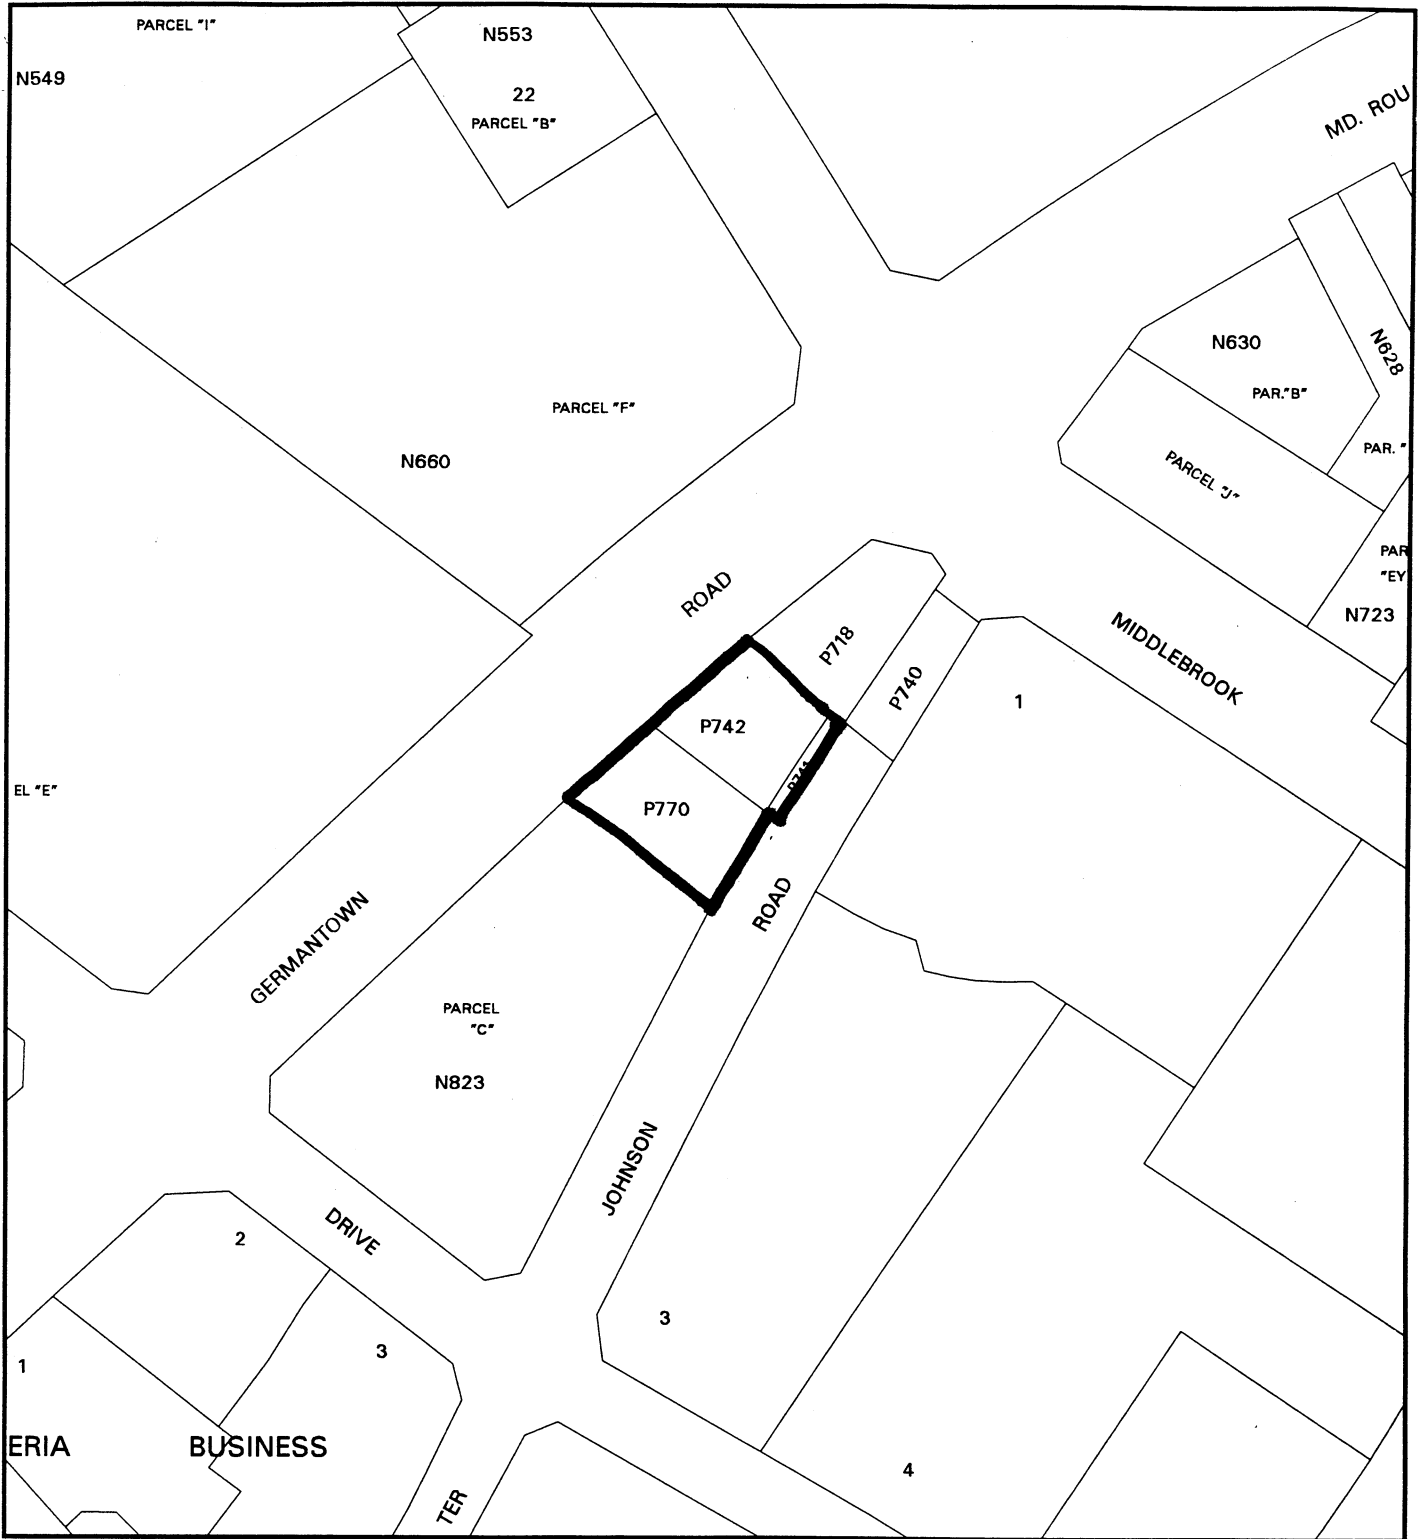 PARCEL "I"
N549
N553
22
PARCEL "B"
MD. ROU
N630
PAR."B"
N628
PAR. "
PARCEL "F"
N660
PARCEL "J"
PAR
"EY
N723
ROAD
P718
P740
MIDDLEBROOK
1
P742
P741
P770
EL "E"
ROAD
GERMANTOWN
PARCEL
"C"
N823
JOHNSON
DRIVE
2
3
3
1
ERIA BUSINESS
4
TER